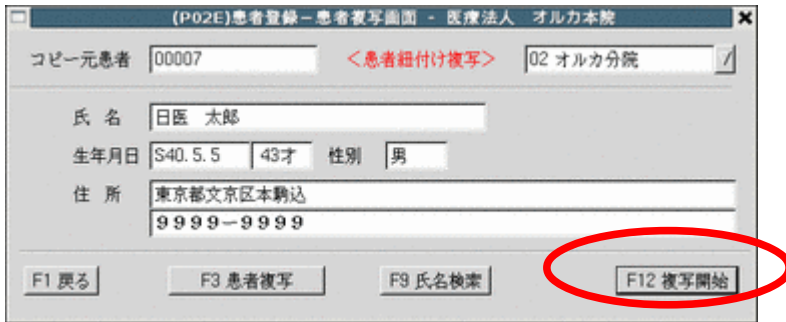 (P02E)患者登録－患者複写画面 － 医療法人 オルカ本院
コピー元患者 00007 ＜患者紐付け複写＞ 02 オルカ分院
氏 名 日医 太郎
生年月日 S40. 5. 5 43才 性別 男
住 所 東京都文京区本駒込
９９９９－９９９９
F1 戻る F3 患者複写 F9 氏名検索 F12 複写開始